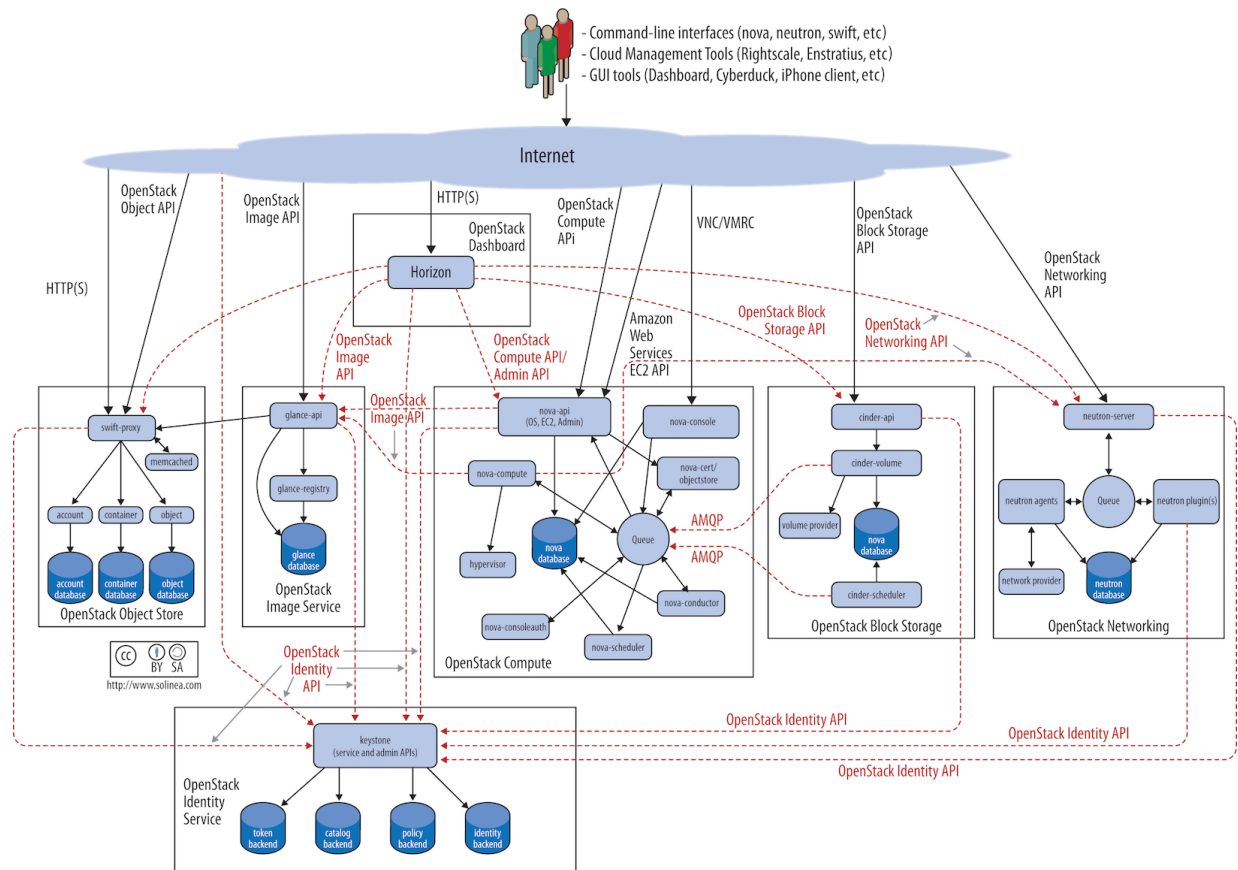 - Command-line interfaces (nova, neutron, swift, etc)
- Cloud Management Tools (Rightscale, Enstratius, etc)
- GUI tools (Dashboard, Cyberduck, iPhone client, etc)
Internet
OpenStack
Object API
OpenStack
Image API
HTTP(S)
OpenStack
Compute
APi
VNC/VMRC
OpenStack
Block Storage
API
OpenStack
Networking
API
HTTP(S)
OpenStack
Dashboard
Horizon
OpenStack
Image
API
OpenStack
Compute API/
Admin API
Amazon
Web
Services
EC2 API
OpenStack Block
Storage API
OpenStack
Networking API
OpenStack
Image API
swift-proxy
memcached
account
container
object
account
database
container
database
object
database
OpenStack Object Store
glance-api
glance-registry
glance
database
OpenStack
Image Service
nova-api
(OS, EC2, Admin)
nova-console
nova-compute
nova-cert/
objectstore
Queue
nova
database
hypervisor
nova-conductor
nova-consoleauth
nova-scheduler
OpenStack Compute
AMQP
AMQP
cinder-api
cinder-volume
volume provider
nova
database
cinder-scheduler
OpenStack Block Storage
neutron-server
neutron agents
Queue
neutron plugin(s)
network provider
neutron
database
OpenStack Networking
cc
BY SA
http://www.solinea.com
OpenStack
Identity
API
OpenStack Identity API
OpenStack Identity API
OpenStack Identity API
keystone
(service and admin APIs)
OpenStack
Identity
Service
token
backend
catalog
backend
policy
backend
identity
backend